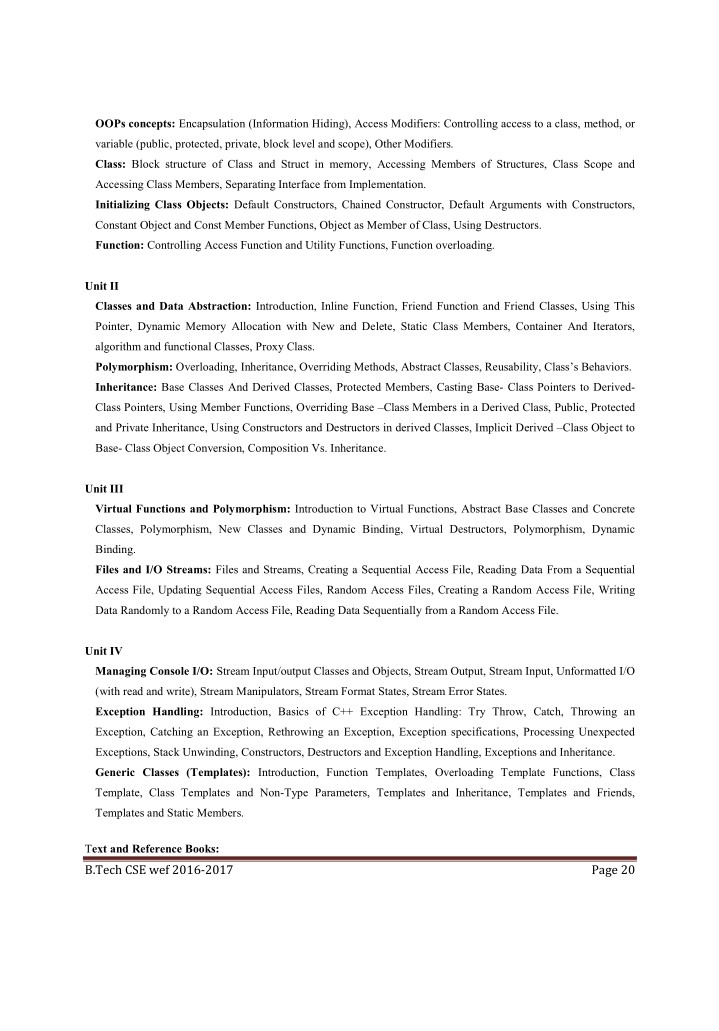 OOPs concepts: Encapsulation (Information Hiding), Access Modifiers: Controlling access to a class, method, or
variable (public, protected, private, block level and scope), Other Modifiers.
Class: Block structure of Class and Struct in memory, Accessing Members of Structures, Class Scope and
Accessing Class Members, Separating Interface from Implementation.
Initializing Class Objects: Default Constructors, Chained Constructor, Default Arguments with Constructors,
Constant Object and Const Member Functions, Object as Member of Class, Using Destructors.
Function: Controlling Access Function and Utility Functions, Function overloading.
Unit II
Classes and Data Abstraction: Introduction, Inline Function, Friend Function and Friend Classes, Using This
Pointer, Dynamic Memory Allocation with New and Delete, Static Class Members, Container And Iterators,
algorithm and functional Classes, Proxy Class.
Polymorphism: Overloading, Inheritance, Overriding Methods, Abstract Classes, Reusability, Class’s Behaviors.
Inheritance: Base Classes And Derived Classes, Protected Members, Casting Base- Class Pointers to Derived-
Class Pointers, Using Member Functions, Overriding Base –Class Members in a Derived Class, Public, Protected
and Private Inheritance, Using Constructors and Destructors in derived Classes, Implicit Derived –Class Object to
Base- Class Object Conversion, Composition Vs. Inheritance.
Unit III
Virtual Functions and Polymorphism: Introduction to Virtual Functions, Abstract Base Classes and Concrete
Classes, Polymorphism, New Classes and Dynamic Binding, Virtual Destructors, Polymorphism, Dynamic
Binding.
Files and I/O Streams: Files and Streams, Creating a Sequential Access File, Reading Data From a Sequential
Access File, Updating Sequential Access Files, Random Access Files, Creating a Random Access File, Writing
Data Randomly to a Random Access File, Reading Data Sequentially from a Random Access File.
Unit IV
Managing Console I/O: Stream Input/output Classes and Objects, Stream Output, Stream Input, Unformatted I/O
(with read and write), Stream Manipulators, Stream Format States, Stream Error States.
Exception Handling: Introduction, Basics of C++ Exception Handling: Try Throw, Catch, Throwing an
Exception, Catching an Exception, Rethrowing an Exception, Exception specifications, Processing Unexpected
Exceptions, Stack Unwinding, Constructors, Destructors and Exception Handling, Exceptions and Inheritance.
Generic Classes (Templates): Introduction, Function Templates, Overloading Template Functions, Class
Template, Class Templates and Non-Type Parameters, Templates and Inheritance, Templates and Friends,
Templates and Static Members.
Text and Reference Books:
B.Tech CSE wef 2016-2017 Page 20